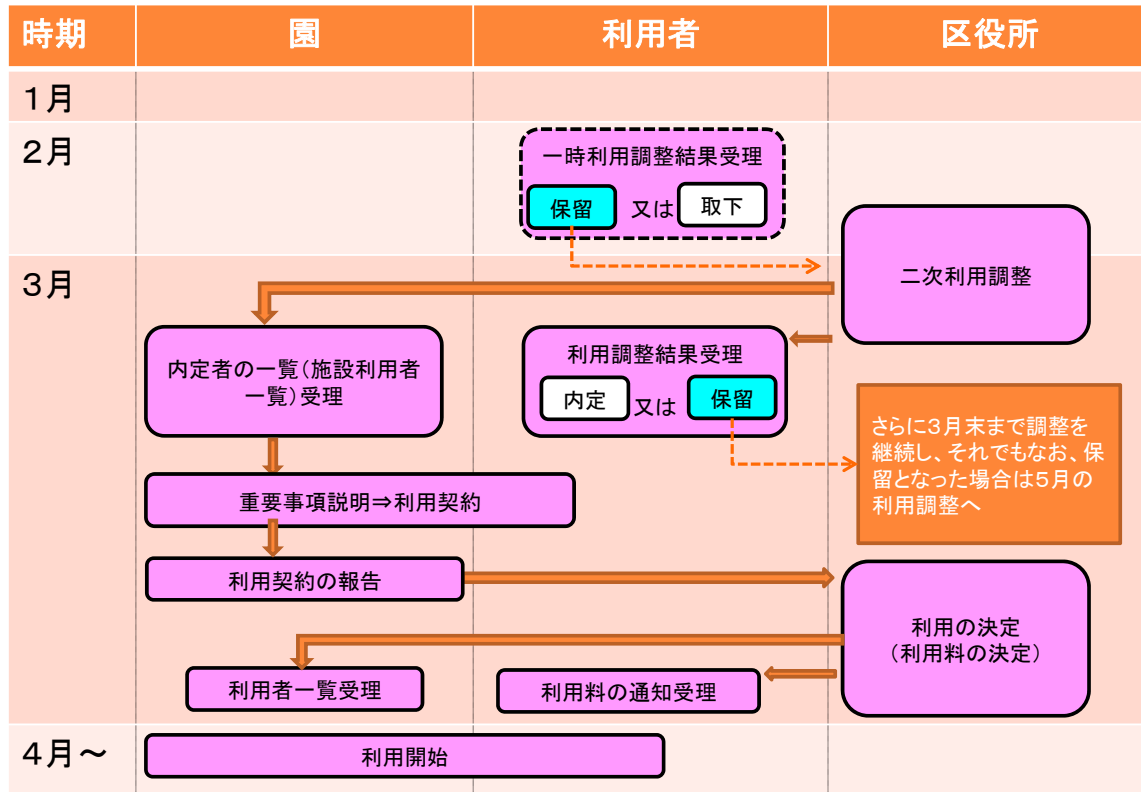 時期
園
利用者
区役所
１月
２月
一時利用調整結果受理
保留
又は
取下
二次利用調整
３月
内定者の一覧（施設利用者
一覧）受理
利用調整結果受理
内定
又は
保留
さらに３月末まで調整を
継続し、それでもなお、保
留となった場合は５月の
利用調整へ
重要事項説明⇒利用契約
利用契約の報告
利用の決定
（利用料の決定）
利用者一覧受理
利用料の通知受理
４月～
利用開始